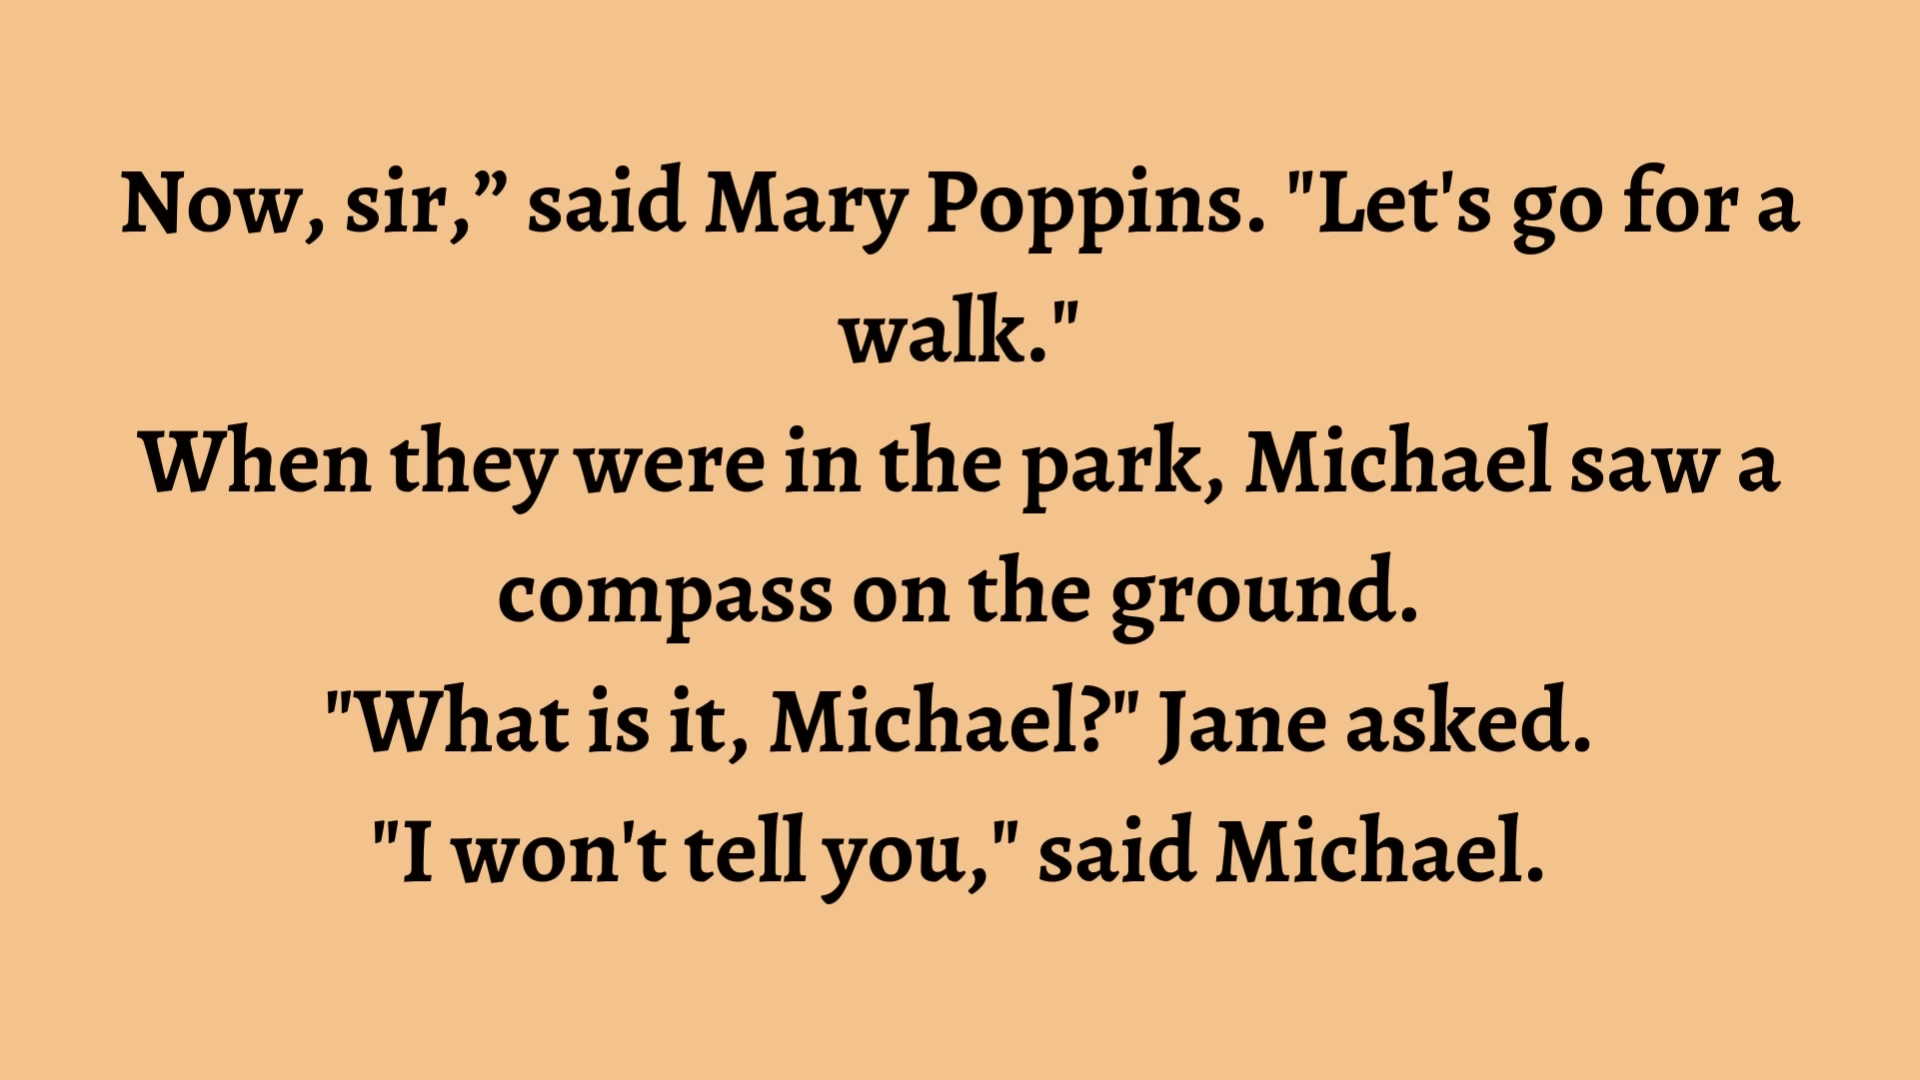 Now, sir,” said Mary Poppins. "Let's go for a
walk."
When they were in the park, Michael saw a
compass on the ground.
"What is it, Michael?" Jane asked.
"I won't tell you," said Michael.